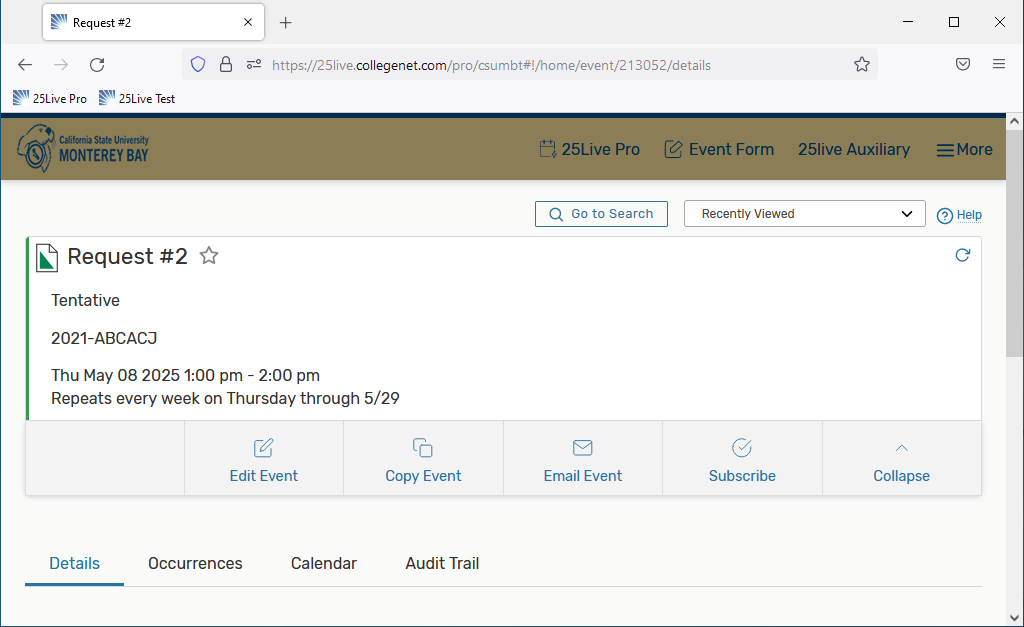 Request #2
https://25live.collegenet.com/pro/csumbt#!/home/event/213052/details
25Live Pro
25Live Test
California State University
MONTEREY BAY
25Live Pro
Event Form
25live Auxiliary
More
Go to Search
Recently Viewed
Help
Request #2
Tentative
2021-ABCACJ
Thu May 08 2025 1:00 pm - 2:00 pm
Repeats every week on Thursday through 5/29
Edit Event
Copy Event
Email Event
Subscribe
Collapse
Details
Occurrences
Calendar
Audit Trail